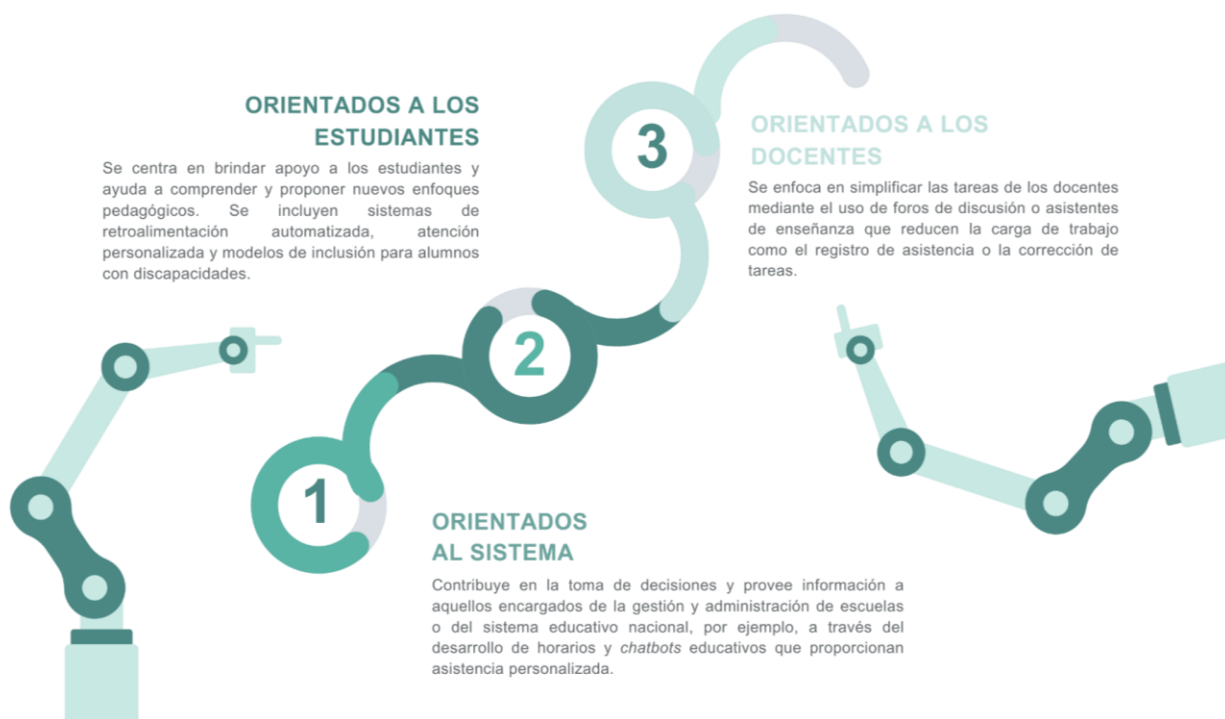 ORIENTADOS A LOS
ESTUDIANTES
Se centra en brindar apoyo a los estudiantes y
ayuda a comprender y proponer nuevos enfoques
pedagógicos. Se incluyen sistemas de
retroalimentación automatizada, atención
personalizada y modelos de inclusión para alumnos
con discapacidades.
3
ORIENTADOS A LOS
DOCENTES
Se enfoca en simplificar las tareas de los docentes
mediante el uso de foros de discusión o asistentes
de enseñanza que reducen la carga de trabajo
como el registro de asistencia o la corrección de
tareas.
2
1
ORIENTADOS
AL SISTEMA
Contribuye en la toma de decisiones y provee información a
aquellos encargados de la gestión y administración de escuelas
o del sistema educativo nacional, por ejemplo, a través del
desarrollo de horarios y chatbots educativos que proporcionan
asistencia personalizada.